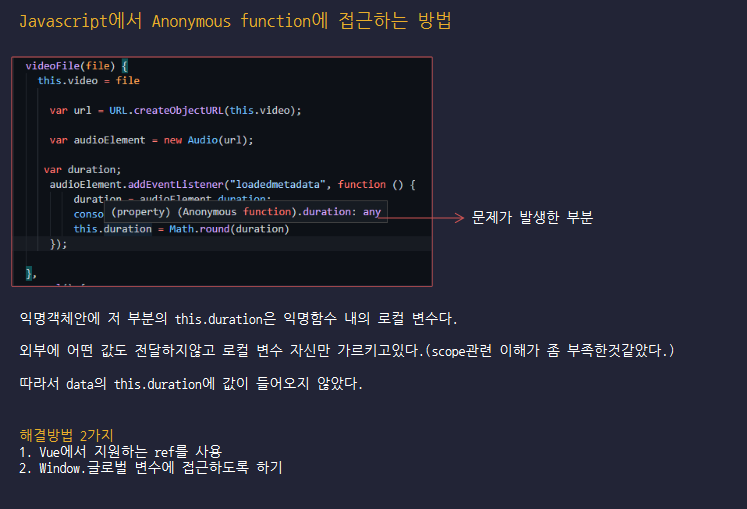 Javascript에서 Anonymous function에 접근하는 방법
videoFile(file) {
this.video = file
var url = URL.createObjectURL(this.video);
var audioElement = new Audio(url);
var duration;
audioElement.addEventListener("loadedmetadata", function () {
duration = audioElement.duration;
conso
(property) (Anonymous function).duration: any
문제가 발생한 부분
this.duration = Math.round(duration)
});
},
익명객체안에 저 부분의 this.duration은 익명함수 내의 로컬 변수다.
외부에 어떤 값도 전달하지않고 로컬 변수 자신만 가르키고있다.(scope관련 이해가 좀 부족한것같았다.)
따라서 data의 this.duration에 값이 들어오지 않았다.
해결방법 2가지
1. Vue에서 지원하는 ref를 사용
2. Window.글로벌 변수에 접근하도록 하기